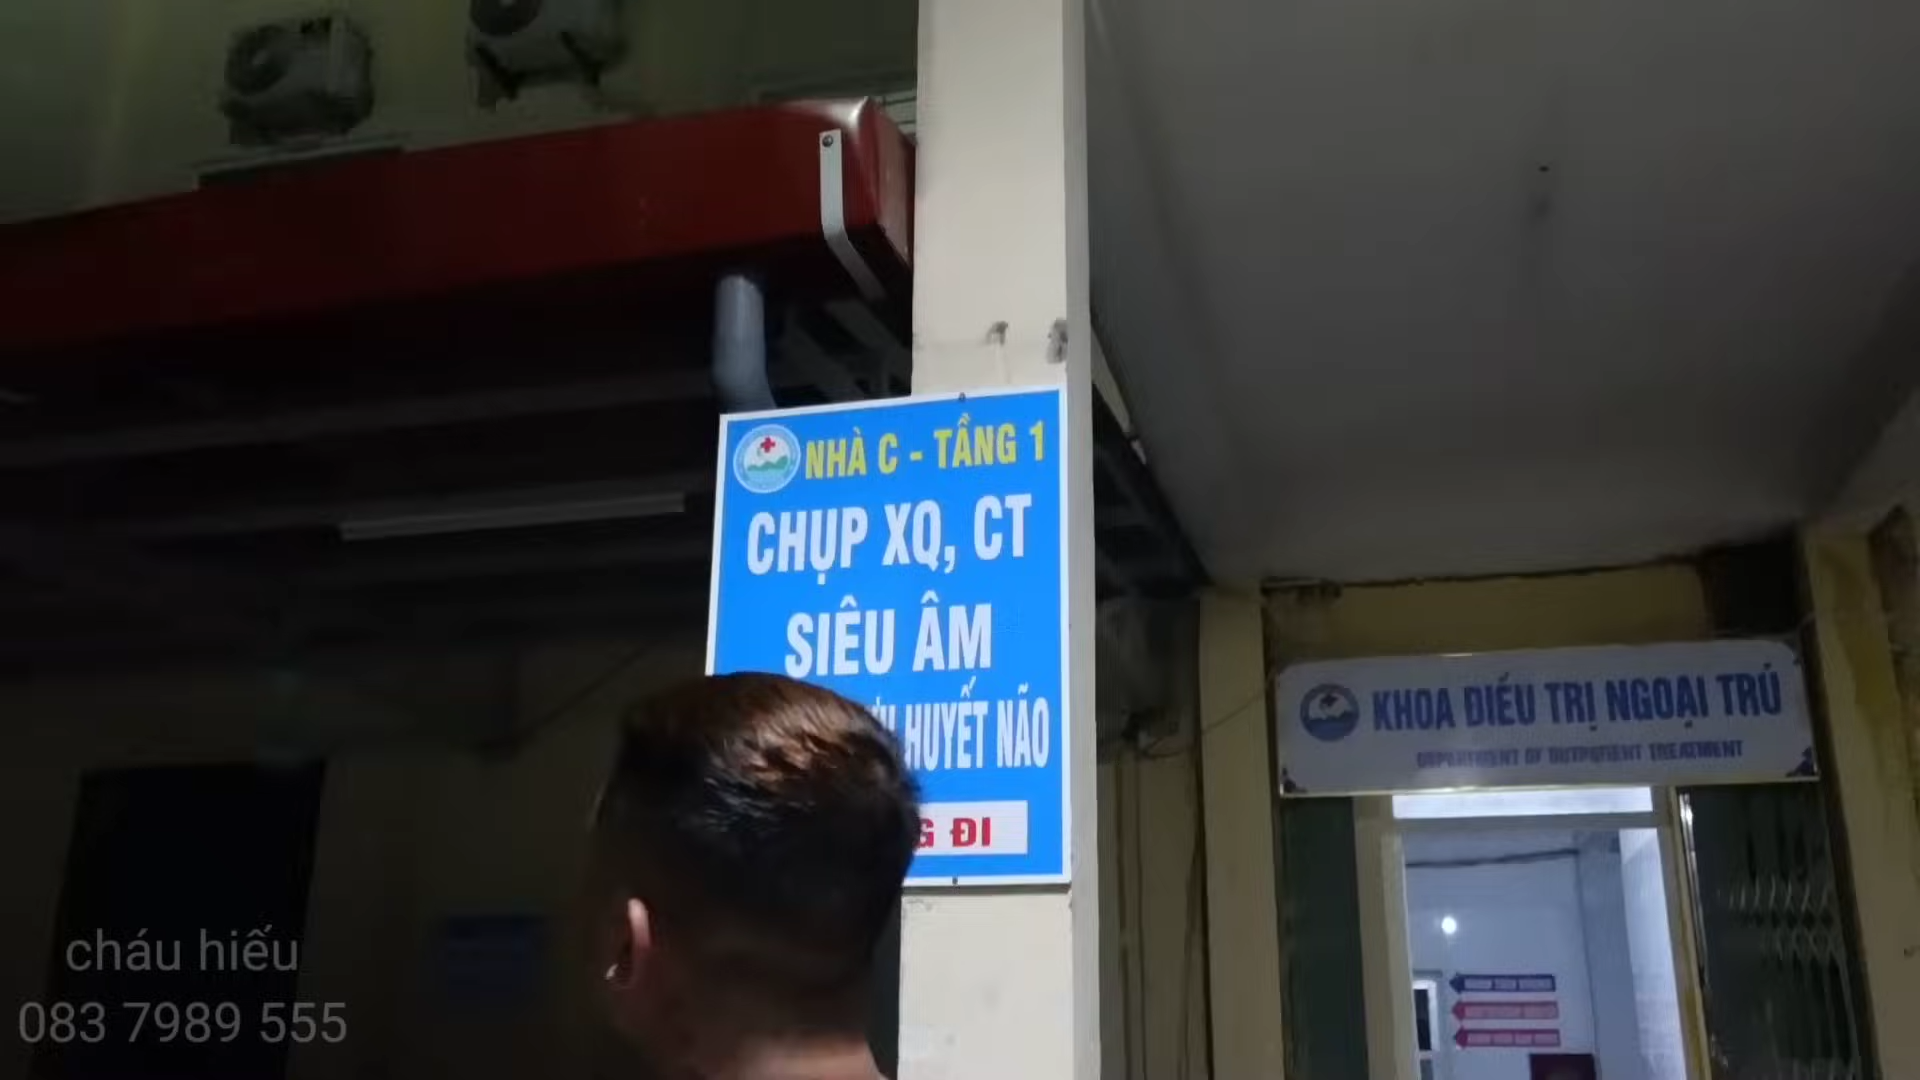 NHÀ C - TẦNG 1
CHỤP XQ, CT
SIÊU ÂM
HUYẾT NÃO
ĐI
KHOA ĐIỀU TRỊ NGOẠI TRÚ
DEPARTMENT OF OUTPATIENT TREATMENT
cháu hiếu
083 7989 555